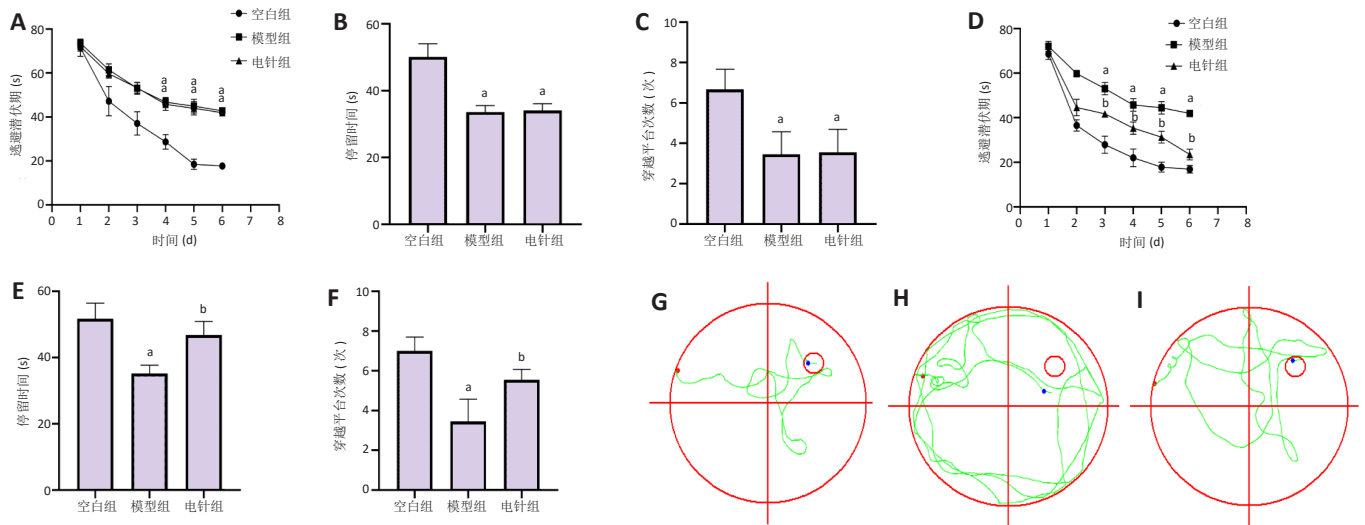 A
空白组
模型组
电针组
80
60
40
20
0
逃避潜伏期 (s)
a a a
a a a
0 1 2 3 4 5 6 7 8
时间 (d)
B
60
40
20
0
停留时间 (s)
a a
空白组 模型组 电针组
C
10
8
6
4
2
0
穿越平台次数 ( 次 )
a a
空白组 模型组 电针组
D
空白组
模型组
电针组
80
60
40
20
0
逃避潜伏期 (s)
a a a a
b b b b
0 1 2 3 4 5 6 7 8
时间 (d)
E
60
40
20
0
停留时间 (s)
a b
空白组 模型组 电针组
F
10
8
6
4
2
0
穿越平台次数 ( 次 )
a b
空白组 模型组 电针组
G
H
I